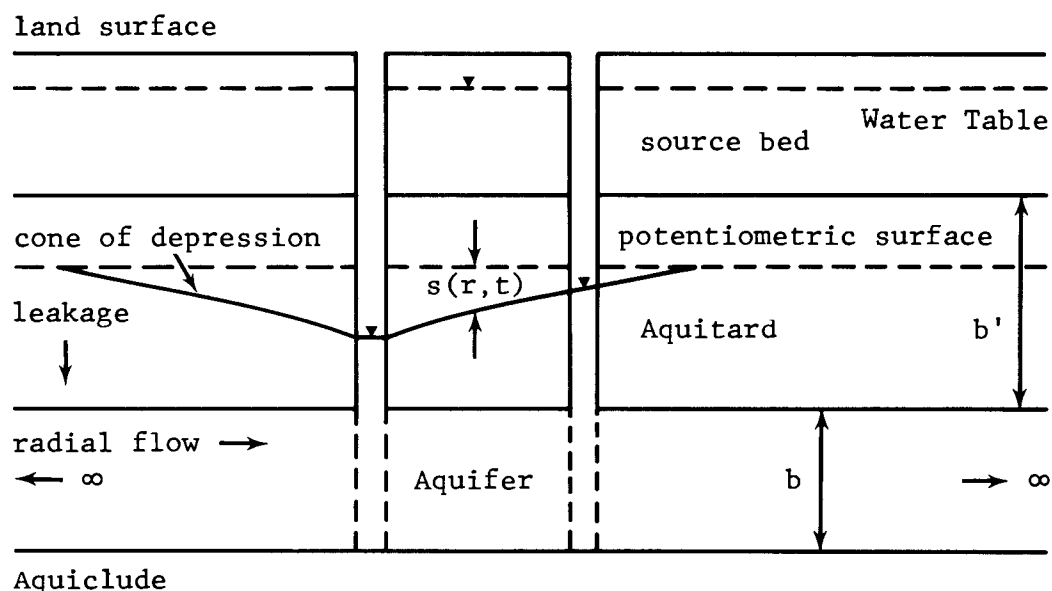 land surface
Water Table
source bed
cone of depression
potentiometric surface
s(r,t)
leakage
Aquitard
b'
radial flow
∞
Aquifer
b
∞
Aquiclude